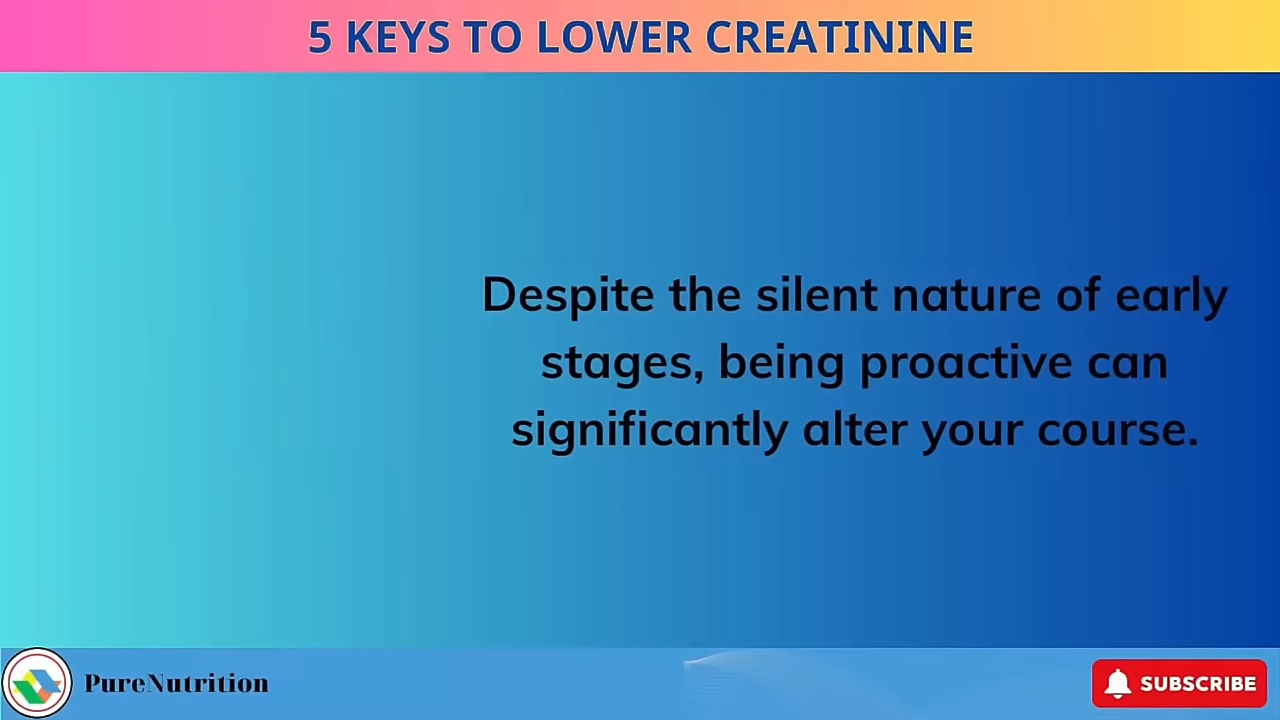 5 KEYS TO LOWER CREATININE
Despite the silent nature of early
stages, being proactive can
significantly alter your course.
PureNutrition
SUBSCRIBE